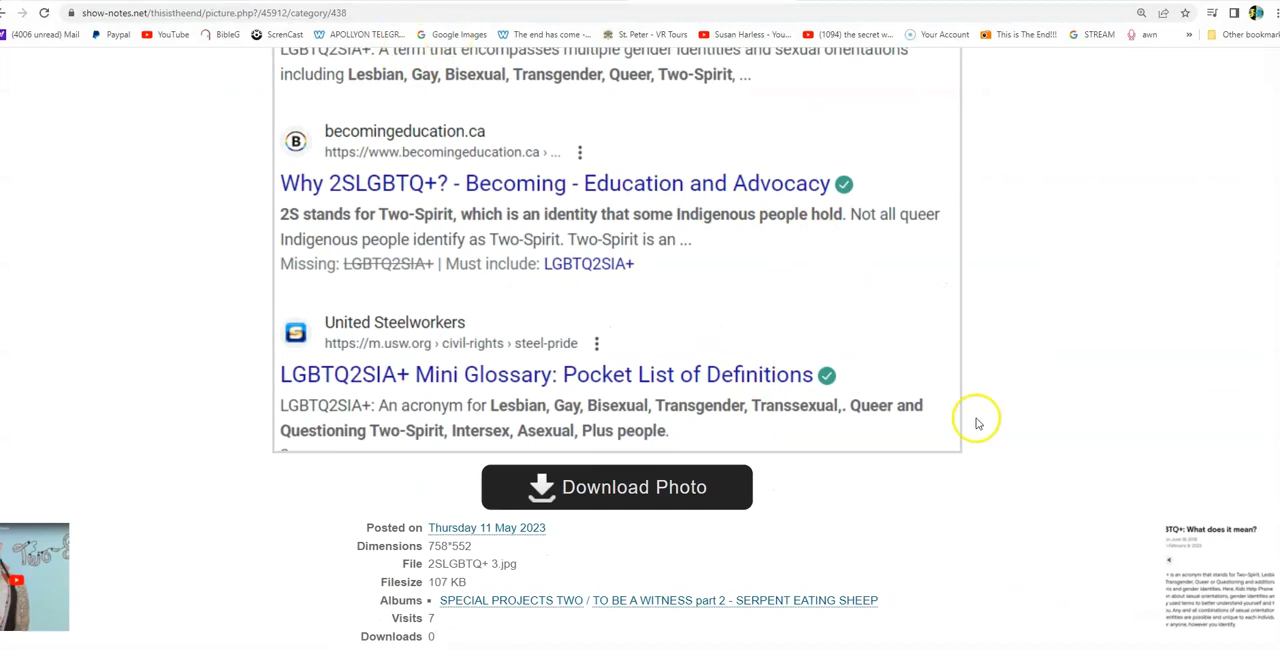 show-notes.net/thisistheend/picture.php?/45912/category/438
(4006 unread) Mail Paypal YouTube BibleG ScrenCast APOLLYON TELEGR... Google Images The end has come -... St. Peter - VR Tours Susan Harless - You... (1094) the secret w... Your Account This is The End!!! STREAM awn » Other bookmar
LGBTQ2SIA+. A term that encompasses multiple gender identities and sexual orientations
including Lesbian, Gay, Bisexual, Transgender, Queer, Two-Spirit, ...
B
becomingeducation.ca
https://www.becomingeducation.ca › ...
Why 2SLGBTQ+? - Becoming - Education and Advocacy
2S stands for Two-Spirit, which is an identity that some Indigenous people hold. Not all queer
Indigenous people identify as Two-Spirit. Two-Spirit is an ...
Missing: LGBTQ2SIA+ | Must include: LGBTQ2SIA+
S
United Steelworkers
https://m.usw.org › civil-rights › steel-pride
LGBTQ2SIA+ Mini Glossary: Pocket List of Definitions
LGBTQ2SIA+: An acronym for Lesbian, Gay, Bisexual, Transgender, Transsexual,. Queer and
Questioning Two-Spirit, Intersex, Asexual, Plus people.
Download Photo
Posted on Thursday 11 May 2023
Dimensions 758*552
File 2SLGBTQ+ 3.jpg
Filesize 107 KB
Albums SPECIAL PROJECTS TWO / TO BE A WITNESS part 2 - SERPENT EATING SHEEP
Visits 7
Downloads 0
BTQ+: What does it mean?